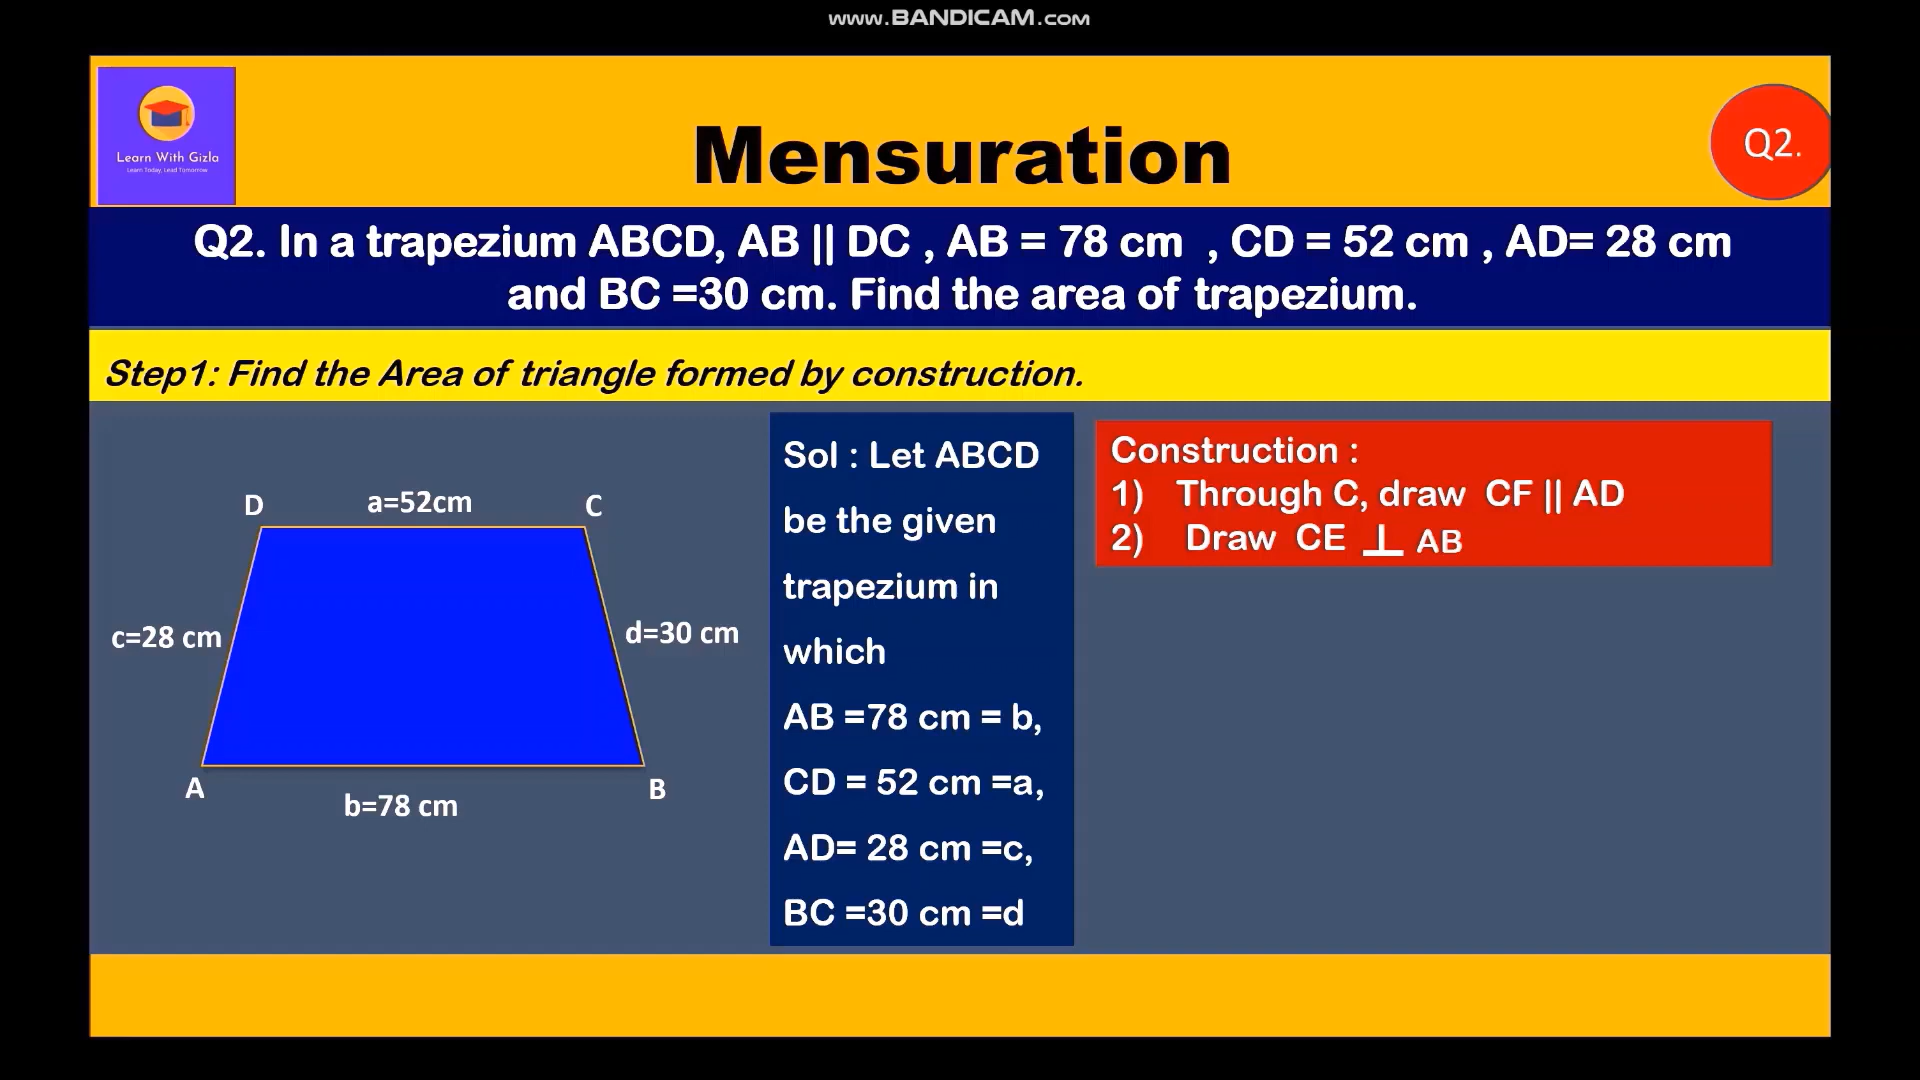 www.BANDICAM.com
Learn With Gizla
Learn Today, Lead Tomorrow
Mensuration
Q2.
Q2. In a trapezium ABCD, AB || DC , AB = 78 cm , CD = 52 cm , AD= 28 cm
and BC =30 cm. Find the area of trapezium.
Step1: Find the Area of triangle formed by construction.
D
a=52cm
C
c=28 cm
d=30 cm
A
B
b=78 cm
Sol : Let ABCD
be the given
trapezium in
which
AB =78 cm = b,
CD = 52 cm =a,
AD= 28 cm =c,
BC =30 cm =d
Construction :
1) Through C, draw CF || AD
2) Draw CE ⊥ AB